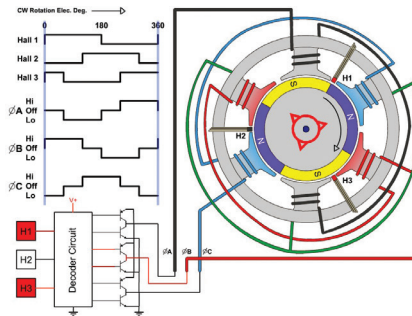 CW Rotation Elec. Deg.
0 180 360
Hall 1
Hall 2
Hall 3
Hi
ØA Off
Lo
Hi
ØB Off
Lo
Hi
ØC Off
Lo
V+
H1
H2
H3
Decoder Circuit
ØA
ØB
ØC
H1
H2
H3
S
N
S
N